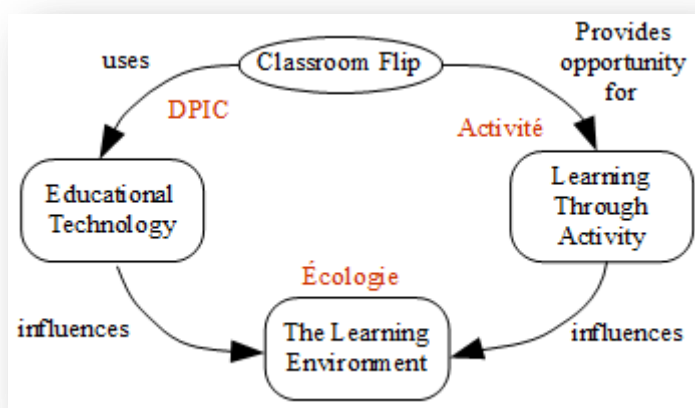 Provides
opportunity
for
uses
Classroom Flip
DPIC
Activité
Educational
Technology
Learning
Through
Activity
Écologie
influences
The Learning
Environment
influences